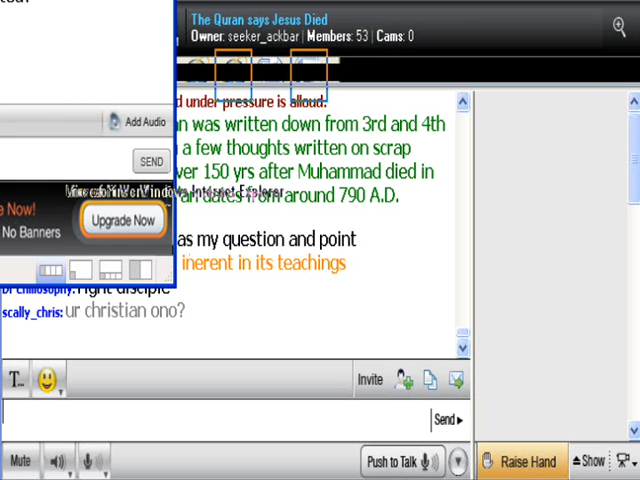 The Quran says Jesus Died
Owner: seeker_ackbar | Members: 53 | Cams: 0
d under pressure is alloud.
an was written down from 3rd and 4th
a few thoughts written on scrap
ver 150 yrs after Muhammad died in
an dates from around 790 A.D.
as my question and point
inerent in its teachings
right disciple
scally_chris: ur christian ono?
Add Audio
SEND
Windows Internet Explorer
e Now!
No Banners
Upgrade Now
T...
Invite
Send
Mute
Push to Talk
Raise Hand
Show